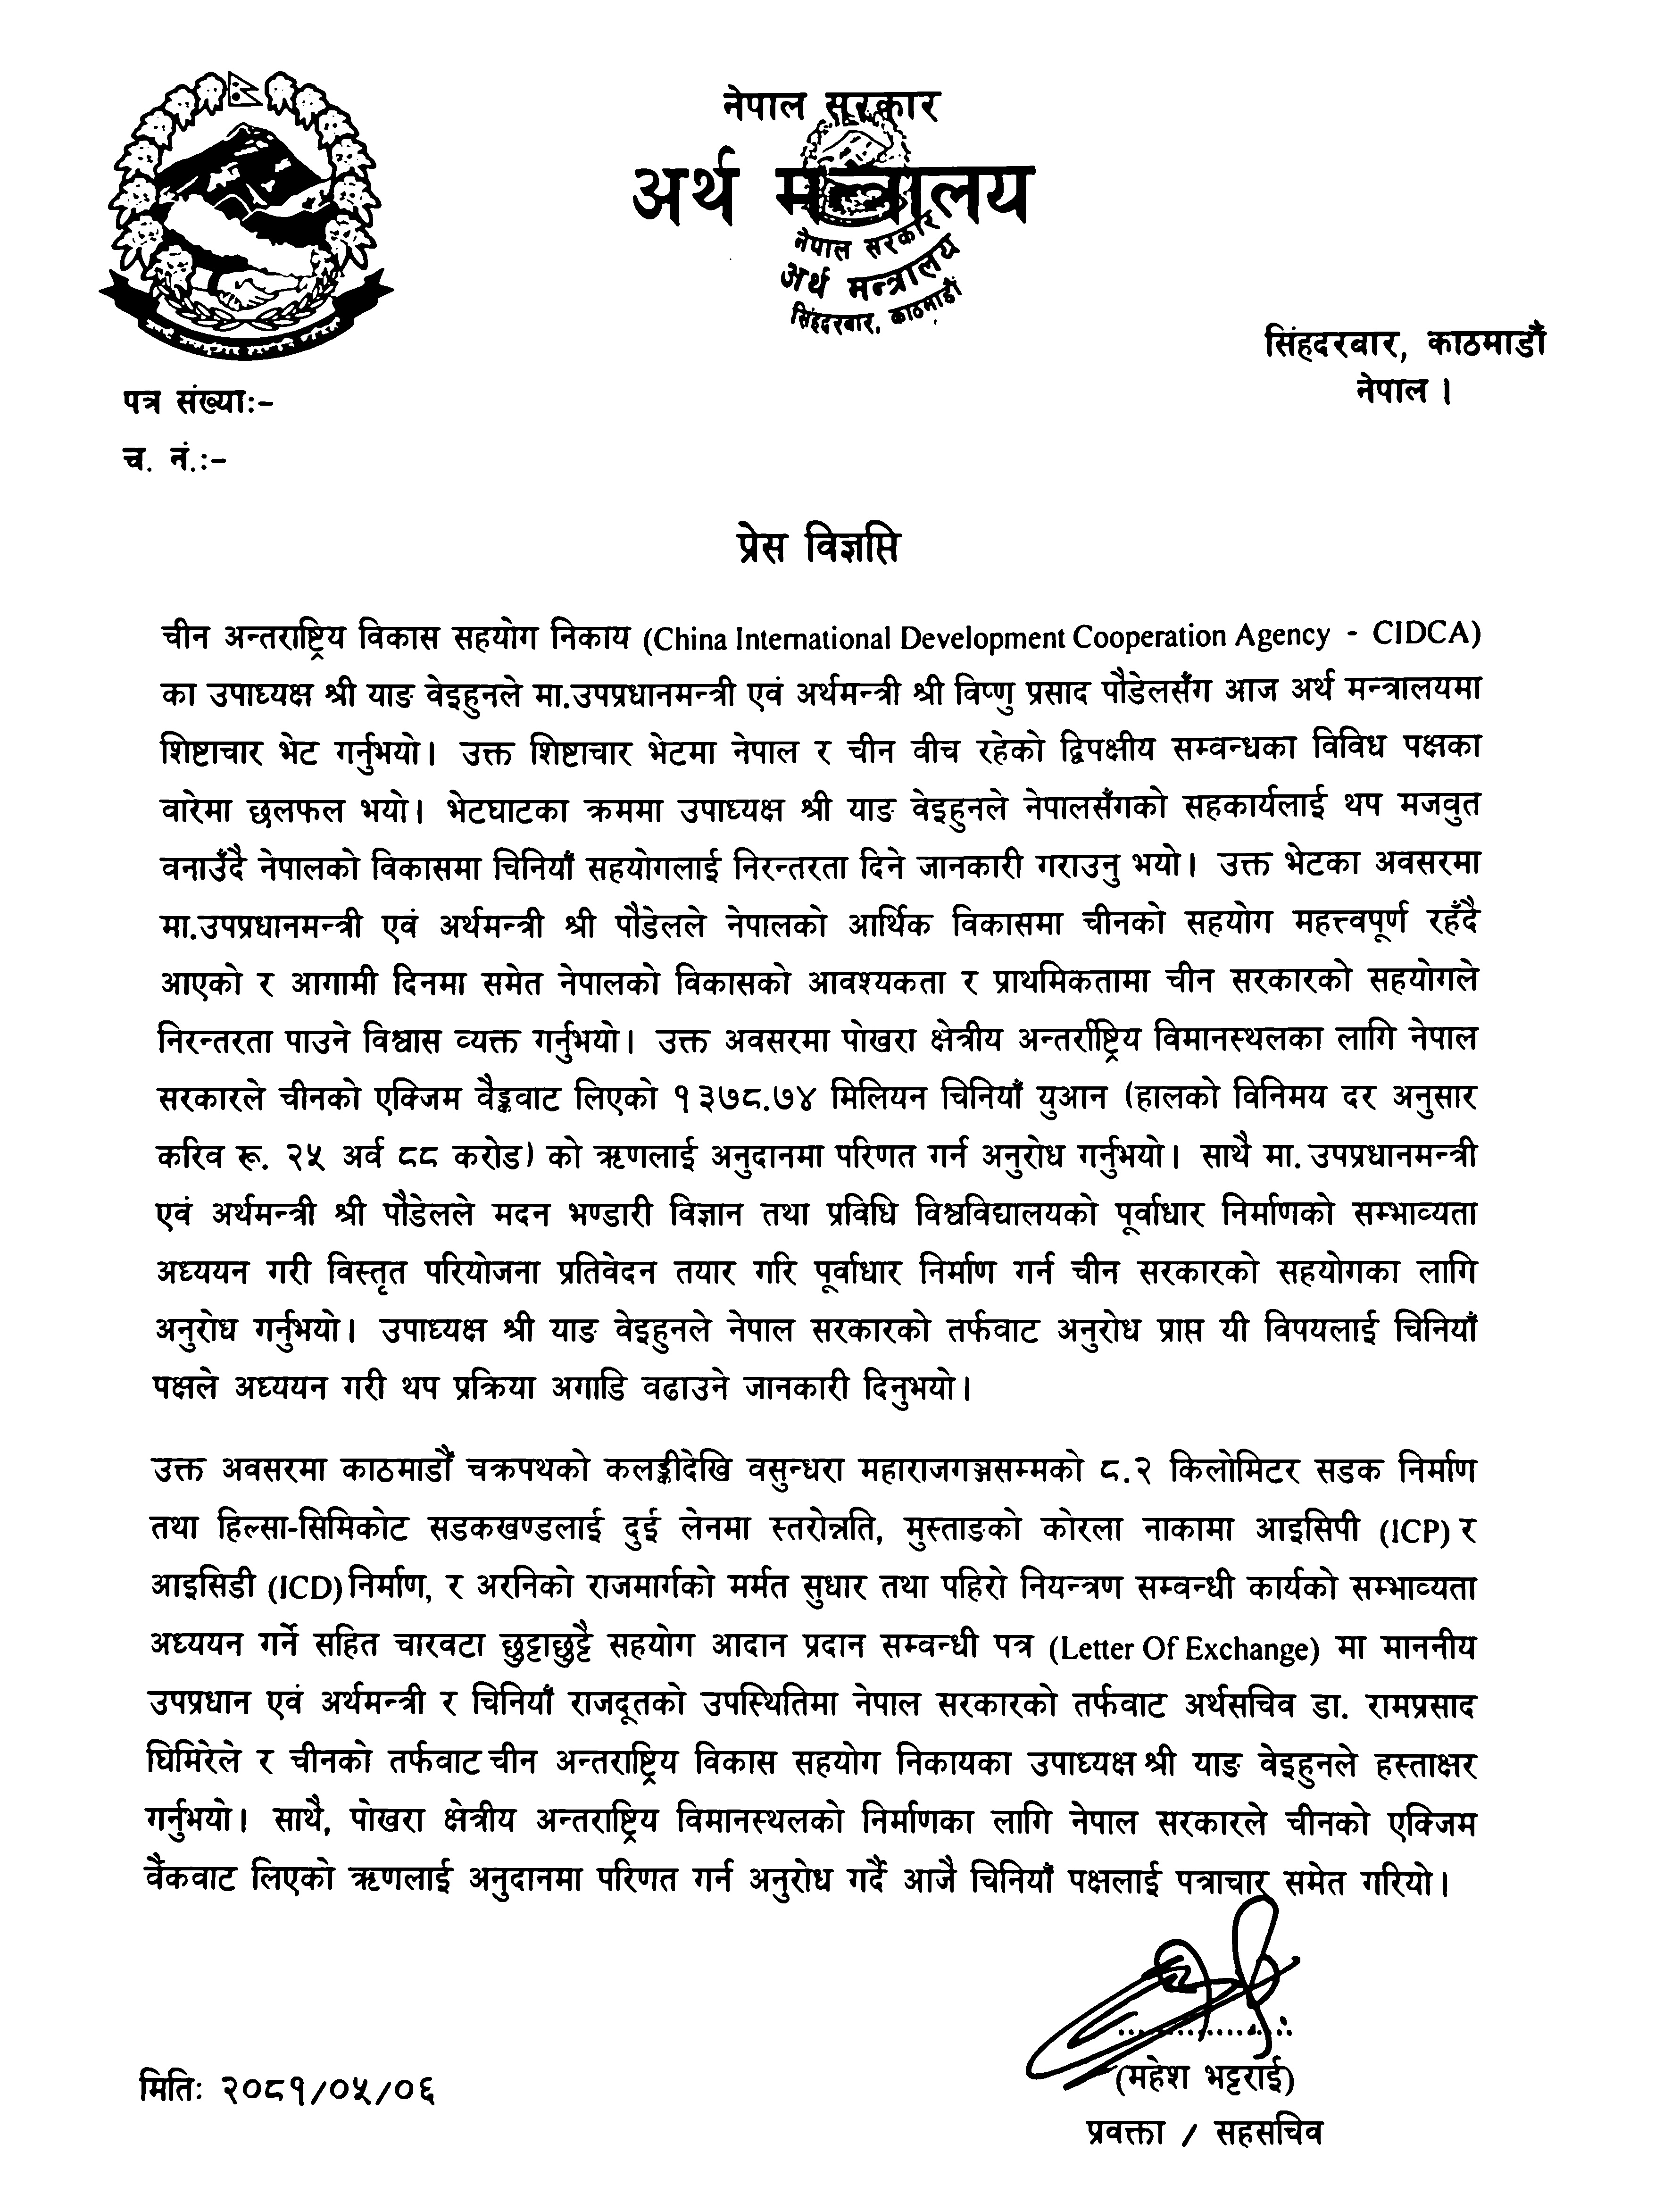 नेपाल सरकार
अर्थ मन्त्रालय
नेपाल सरकार
अर्थ मन्त्रालय
सिंहदरबार, काठमाडौं
सिंहदरबार, काठमाडौं
नेपाल ।
पत्र संख्याः–
च. नं.ः–
प्रेस विज्ञप्ति
चीन अन्तराष्ट्रिय विकास सहयोग निकाय (China International Development Cooperation Agency - CIDCA)
का उपाध्यक्ष श्री याङ वेइहुनले मा.उपप्रधानमन्त्री एवं अर्थमन्त्री श्री विष्णु प्रसाद पौडेलसँग आज अर्थ मन्त्रालयमा
शिष्टाचार भेट गर्नुभयो। उक्त शिष्टाचार भेटमा नेपाल र चीन वीच रहेको द्विपक्षीय सम्वन्धका विविध पक्षका
वारेमा छलफल भयो। भेटघाटका क्रममा उपाध्यक्ष श्री याङ वेइहुनले नेपालसँगको सहकार्यलाई थप मजवुत
वनाउँदै नेपालको विकासमा चिनियाँ सहयोगलाई निरन्तरता दिने जानकारी गराउनु भयो। उक्त भेटका अवसरमा
मा.उपप्रधानमन्त्री एवं अर्थमन्त्री श्री पौडेलले नेपालको आर्थिक विकासमा चीनको सहयोग महत्त्वपूर्ण रहँदै
आएको र आगामी दिनमा समेत नेपालको विकासको आवश्यकता र प्राथमिकतामा चीन सरकारको सहयोगले
निरन्तरता पाउने विश्वास व्यक्त गर्नुभयो। उक्त अवसरमा पोखरा क्षेत्रीय अन्तर्राष्ट्रिय विमानस्थलका लागि नेपाल
सरकारले चीनको एक्जिम वैङ्कवाट लिएको १३७८.७४ मिलियन चिनियाँ युआन (हालको विनिमय दर अनुसार
करिव रू. २५ अर्व ८८ करोड) को ऋणलाई अनुदानमा परिणत गर्न अनुरोध गर्नुभयो। साथै मा. उपप्रधानमन्त्री
एवं अर्थमन्त्री श्री पौडेलले मदन भण्डारी विज्ञान तथा प्रविधि विश्वविद्यालयको पूर्वाधार निर्माणको सम्भाव्यता
अध्ययन गरी विस्तृत परियोजना प्रतिवेदन तयार गरि पूर्वाधार निर्माण गर्न चीन सरकारको सहयोगका लागि
अनुरोध गर्नुभयो। उपाध्यक्ष श्री याङ वेइहुनले नेपाल सरकारको तर्फवाट अनुरोध प्राप्त यी विषयलाई चिनियाँ
पक्षले अध्ययन गरी थप प्रक्रिया अगाडि वढाउने जानकारी दिनुभयो।
उक्त अवसरमा काठमाडौं चक्रपथको कलङ्कीदेखि वसुन्धरा महाराजगञ्जसम्मको ८.२ किलोमिटर सडक निर्माण
तथा हिल्सा-सिमिकोट सडकखण्डलाई दुई लेनमा स्तरोन्नति, मुस्ताङको कोरला नाकामा आइसिपी (ICP) र
आइसिडी (ICD) निर्माण, र अरनिको राजमार्गको मर्मत सुधार तथा पहिरो नियन्त्रण सम्वन्धी कार्यको सम्भाव्यता
अध्ययन गर्ने सहित चारवटा छुट्टाछुट्टै सहयोग आदान प्रदान सम्वन्धी पत्र (Letter Of Exchange) मा माननीय
उपप्रधान एवं अर्थमन्त्री र चिनियाँ राजदूतको उपस्थितिमा नेपाल सरकारको तर्फवाट अर्थसचिव डा. रामप्रसाद
घिमिरेले र चीनको तर्फवाट चीन अन्तराष्ट्रिय विकास सहयोग निकायका उपाध्यक्ष श्री याङ वेइहुनले हस्ताक्षर
गर्नुभयो। साथै, पोखरा क्षेत्रीय अन्तराष्ट्रिय विमानस्थलको निर्माणका लागि नेपाल सरकारले चीनको एक्जिम
वैंकवाट लिएको ऋणलाई अनुदानमा परिणत गर्न अनुरोध गर्दै आजै चिनियाँ पक्षलाई पत्राचार समेत गरियो।
(महेश भट्टराई)
मितिः २०८१/०५/०६
प्रवक्ता / सहसचिव